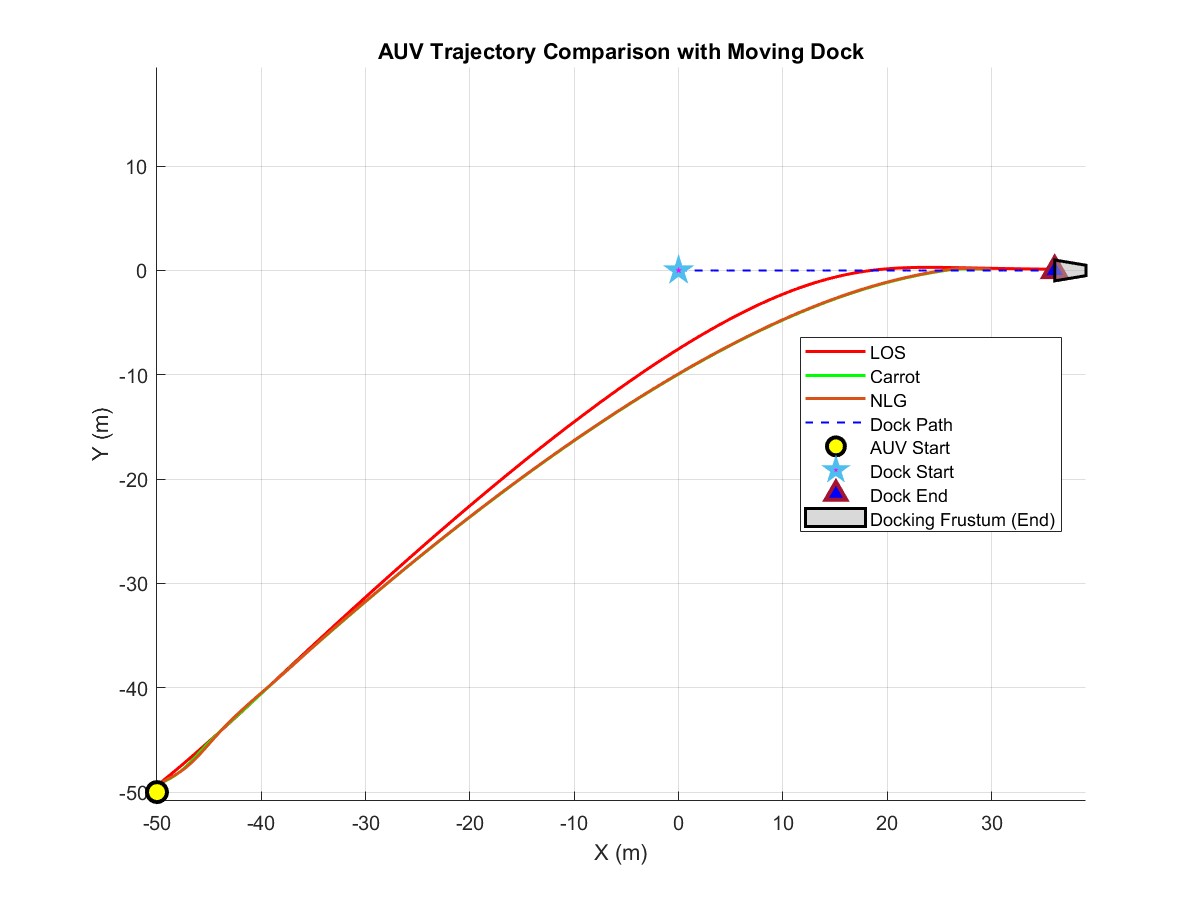 AUV Trajectory Comparison with Moving Dock
10
0
-10
-20
-30
-40
-50
Y (m)
LOS
Carrot
NLG
Dock Path
AUV Start
Dock Start
Dock End
Docking Frustum (End)
-50 -40 -30 -20 -10 0 10 20 30
X (m)